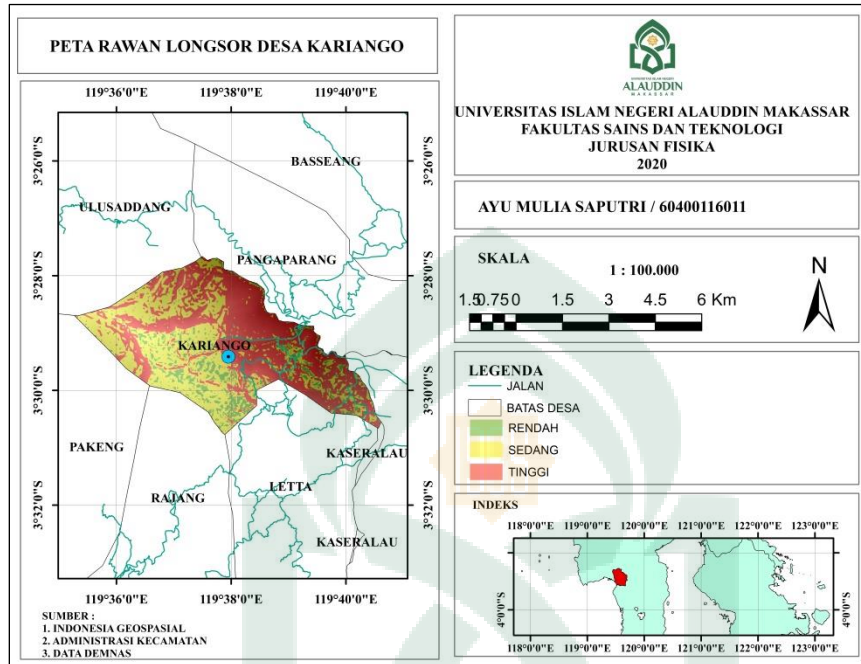 PETA RAWAN LONGSOR DESA KARIANGO
119°36'0"E 119°38'0"E 119°40'0"E
3°26'0"S 3°26'0"S
BASSEANG
ULUSADDANG
PANGAPARANG
3°28'0"S 3°28'0"S
KARIANGO
3°30'0"S 3°30'0"S
PAKENG
KASERALAU
RAJANG LETTA
3°32'0"S 3°32'0"S
KASERALAU
119°36'0"E 119°38'0"E 119°40'0"E
SUMBER :
1. INDONESIA GEOSPASIAL
2. ADMINISTRASI KECAMATAN
3. DATA DEMNAS
UNIVERSITAS ISLAM NEGERI
ALAUDDIN
MAKASSAR
UNIVERSITAS ISLAM NEGERI ALAUDDIN MAKASSAR
FAKULTAS SAINS DAN TEKNOLOGI
JURUSAN FISIKA
2020
AYU MULIA SAPUTRI / 60400116011
SKALA
1 : 100.000
1.50.75 0 1.5 3 4.5 6 Km
N
LEGENDA
JALAN
BATAS DESA
RENDAH
SEDANG
TINGGI
INDEKS
118°0'0"E 119°0'0"E 120°0'0"E 121°0'0"E 122°0'0"E 123°0'0"E
4°0'0"S 4°0'0"S
118°0'0"E 119°0'0"E 120°0'0"E 121°0'0"E 122°0'0"E 123°0'0"E